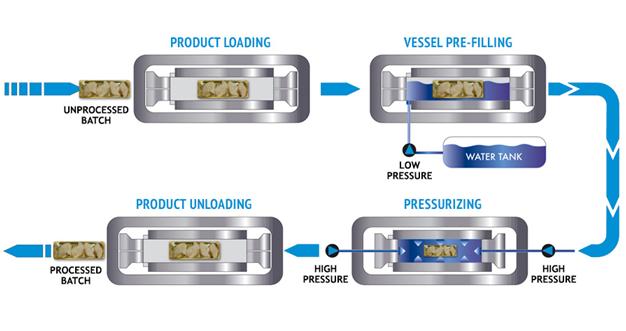 PRODUCT LOADING
VESSEL PRE-FILLING
UNPROCESSED
BATCH
LOW
PRESSURE
WATER TANK
PRODUCT UNLOADING
PRESSURIZING
PROCESSED
BATCH
HIGH
PRESSURE
HIGH
PRESSURE